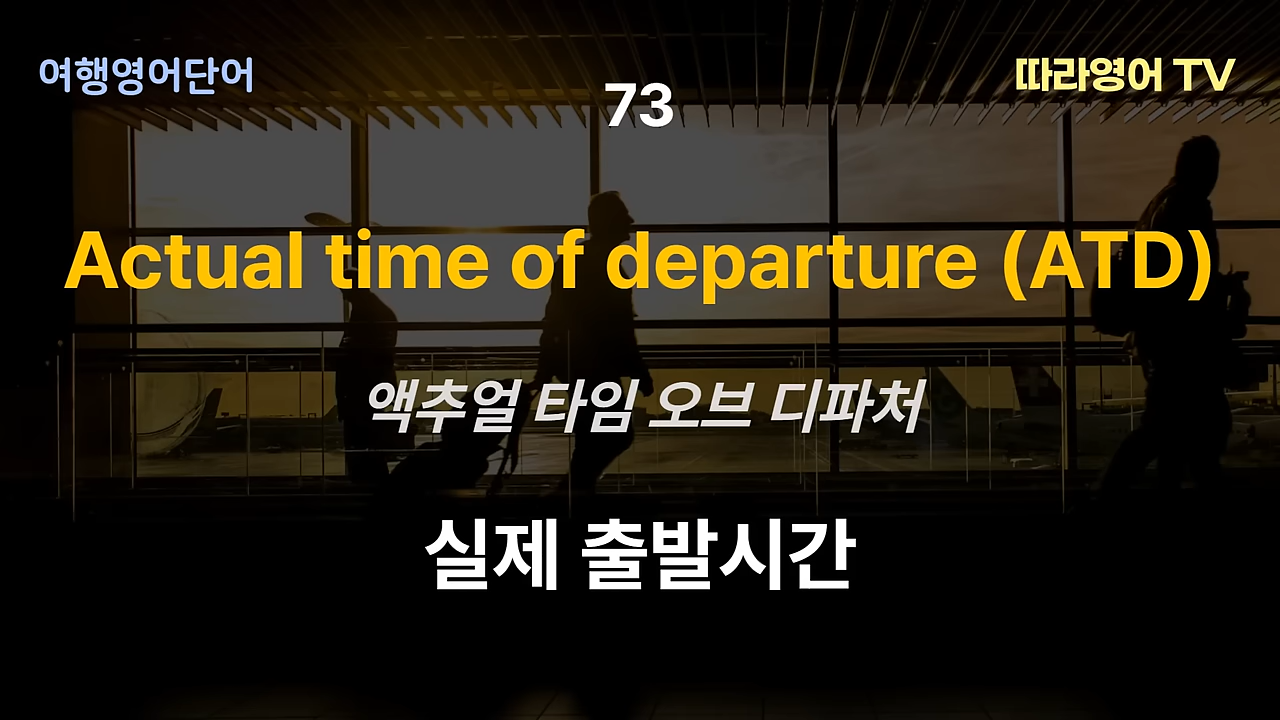 여행영어단어
따라영어 TV
73
Actual time of departure (ATD)
액추얼 타임 오브 디파처
실제 출발시간